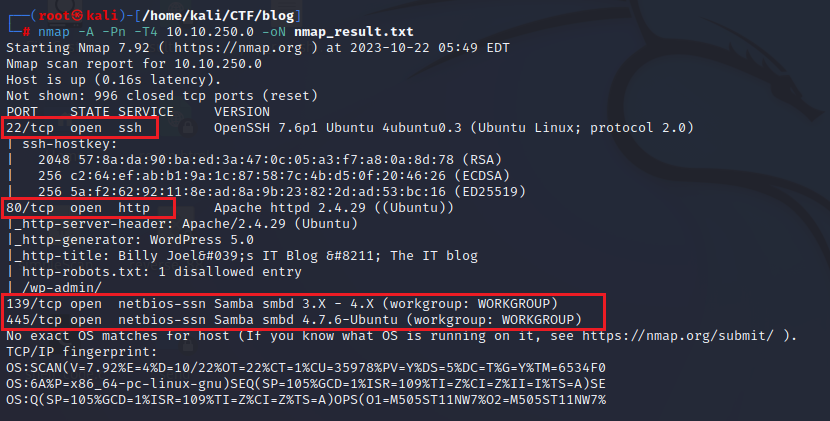 ┌──(root㉿kali)-[/home/kali/CTF/blog]
└─# nmap -A -Pn -T4 10.10.250.0 -oN nmap_result.txt
Starting Nmap 7.92 ( https://nmap.org ) at 2023-10-22 05:49 EDT
Nmap scan report for 10.10.250.0
Host is up (0.16s latency).
Not shown: 996 closed tcp ports (reset)
PORT    STATE SERVICE     VERSION
22/tcp  open  ssh         OpenSSH 7.6p1 Ubuntu 4ubuntu0.3 (Ubuntu Linux; protocol 2.0)
| ssh-hostkey:
|   2048 57:8a:da:90:ba:ed:3a:47:0c:05:a3:f7:a8:0a:8d:78 (RSA)
|   256 c2:64:ef:ab:b1:9a:1c:87:58:7c:4b:d5:0f:20:46:26 (ECDSA)
|   256 5a:f2:62:92:11:8e:ad:8a:9b:23:82:2d:ad:53:bc:16 (ED25519)
80/tcp  open  http        Apache httpd 2.4.29 ((Ubuntu))
|_http-server-header: Apache/2.4.29 (Ubuntu)
|_http-generator: WordPress 5.0
|_http-title: Billy Joel&#039;s IT Blog &#8211; The IT blog
| http-robots.txt: 1 disallowed entry
|_/wp-admin/
139/tcp open  netbios-ssn Samba smbd 3.X - 4.X (workgroup: WORKGROUP)
445/tcp open  netbios-ssn Samba smbd 4.7.6-Ubuntu (workgroup: WORKGROUP)
No exact OS matches for host (If you know what OS is running on it, see https://nmap.org/submit/ ).
TCP/IP fingerprint:
OS:SCAN(V=7.92%E=4%D=10/22%OT=22%CT=1%CU=35978%PV=Y%DS=5%DC=T%G=Y%TM=6534F0
OS:6A%P=x86_64-pc-linux-gnu)SEQ(SP=105%GCD=1%ISR=109%TI=Z%CI=Z%II=I%TS=A)SE
OS:Q(SP=105%GCD=1%ISR=109%TI=Z%CI=Z%TS=A)OPS(O1=M505ST11NW7%O2=M505ST11NW7%